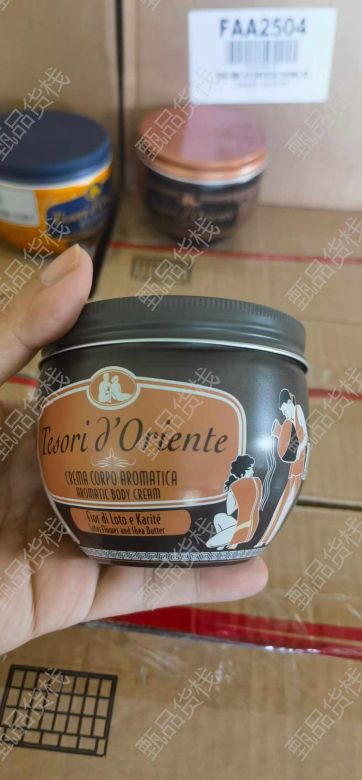 FAA2504
Tesori d'Oriente
CREMA CORPO AROMATICA
AROMATIC BODY CREAM
Fior di Loto e Karité
Lotus Flower and Shea Butter
甄品货栈